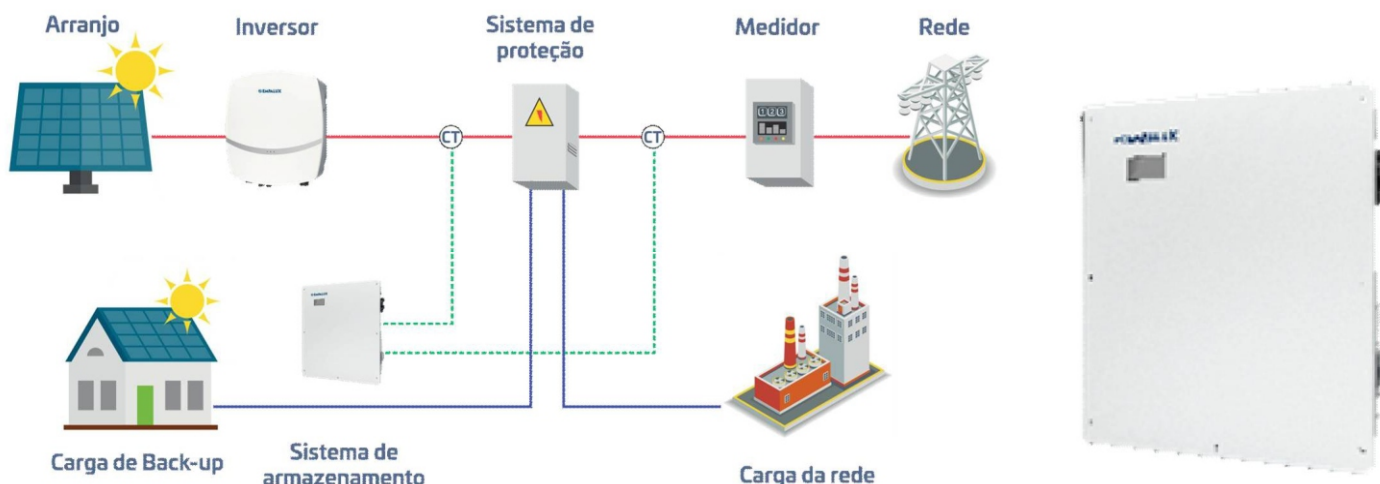 Arranjo
Inversor
Sistema de
proteção
Medidor
Rede
CT
CT
123
Carga de Back-up
Sistema de
armazenamento
Carga da rede